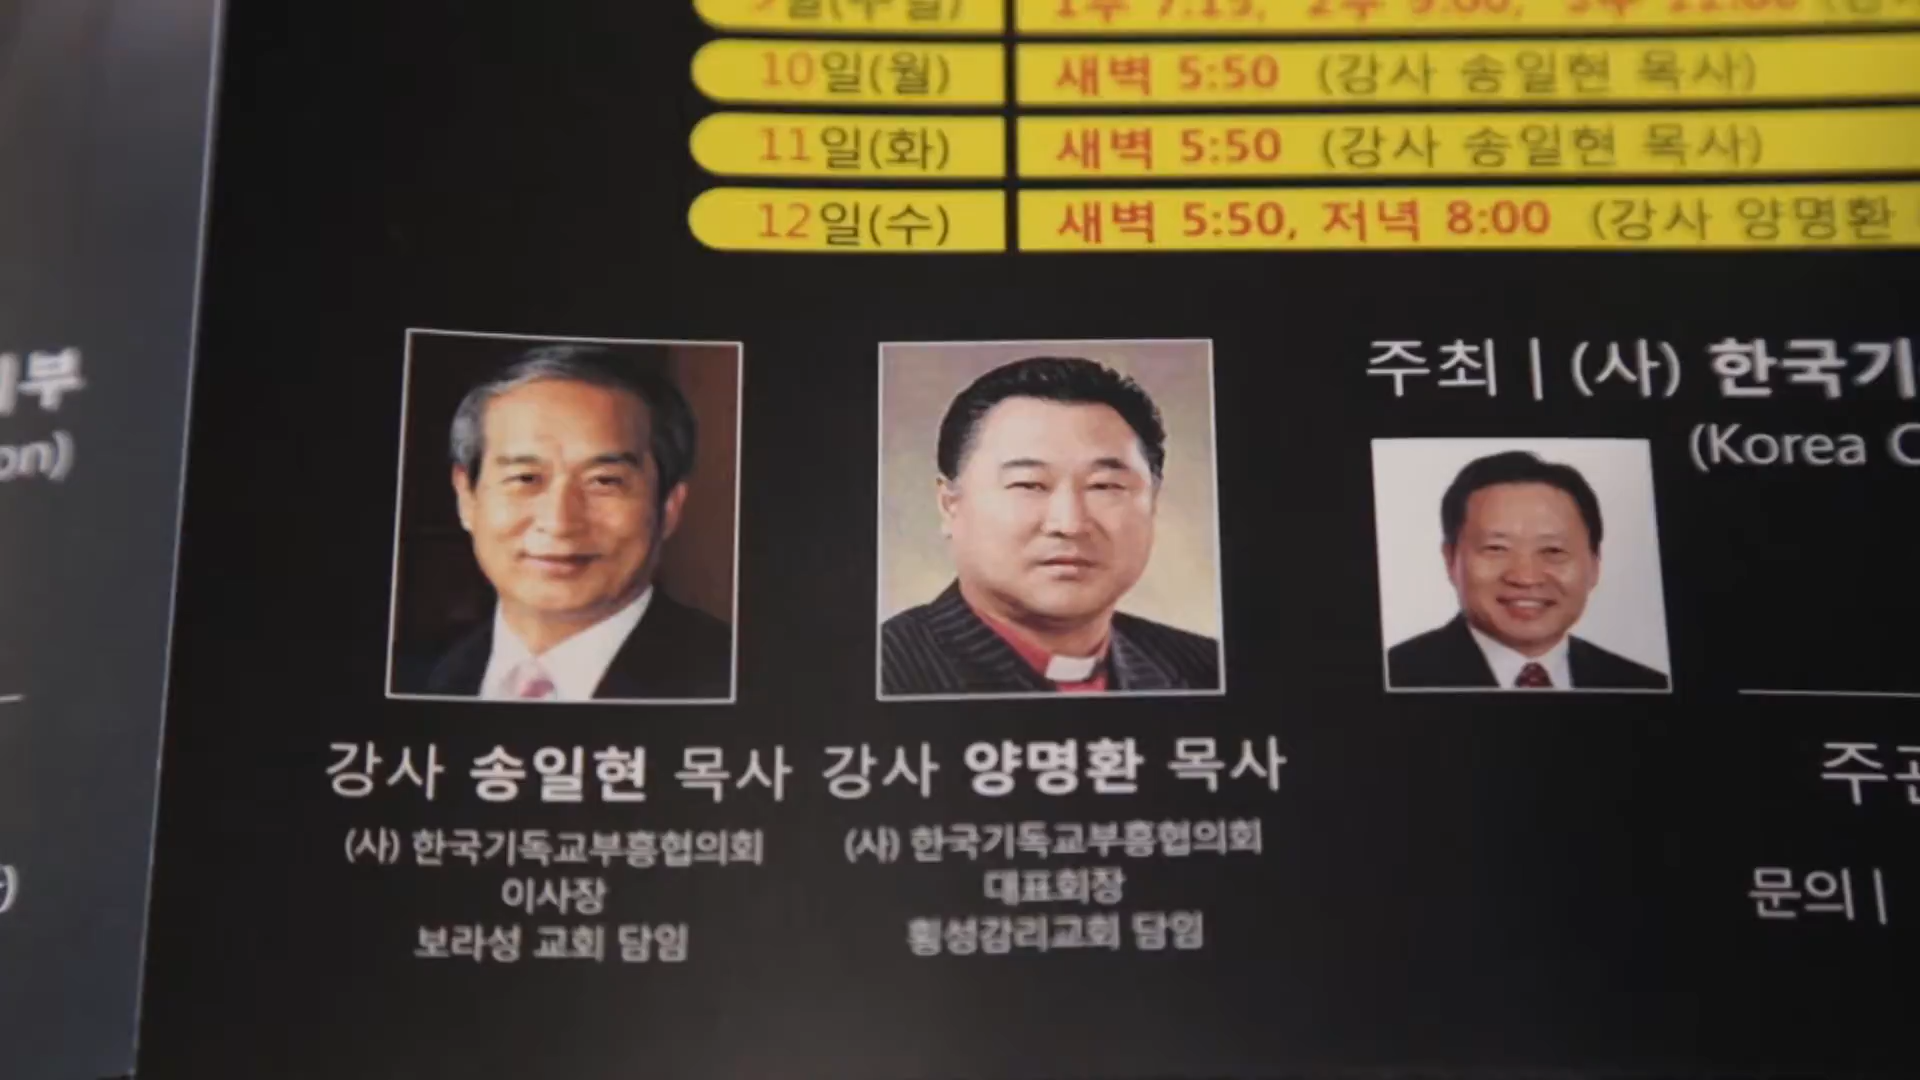 10일(월) 새벽 5:50 (강사 송일현 목사)
11일(화) 새벽 5:50 (강사 송일현 목사)
12일(수) 새벽 5:50, 저녁 8:00 (강사 양명환
주최 | (사) 한국기
(Korea C
강사 송일현 목사
(사) 한국기독교부흥협의회
이사장
보라성 교회 담임
강사 양명환 목사
(사) 한국기독교부흥협의회
대표회장
횡성감리교회 담임
문의 |